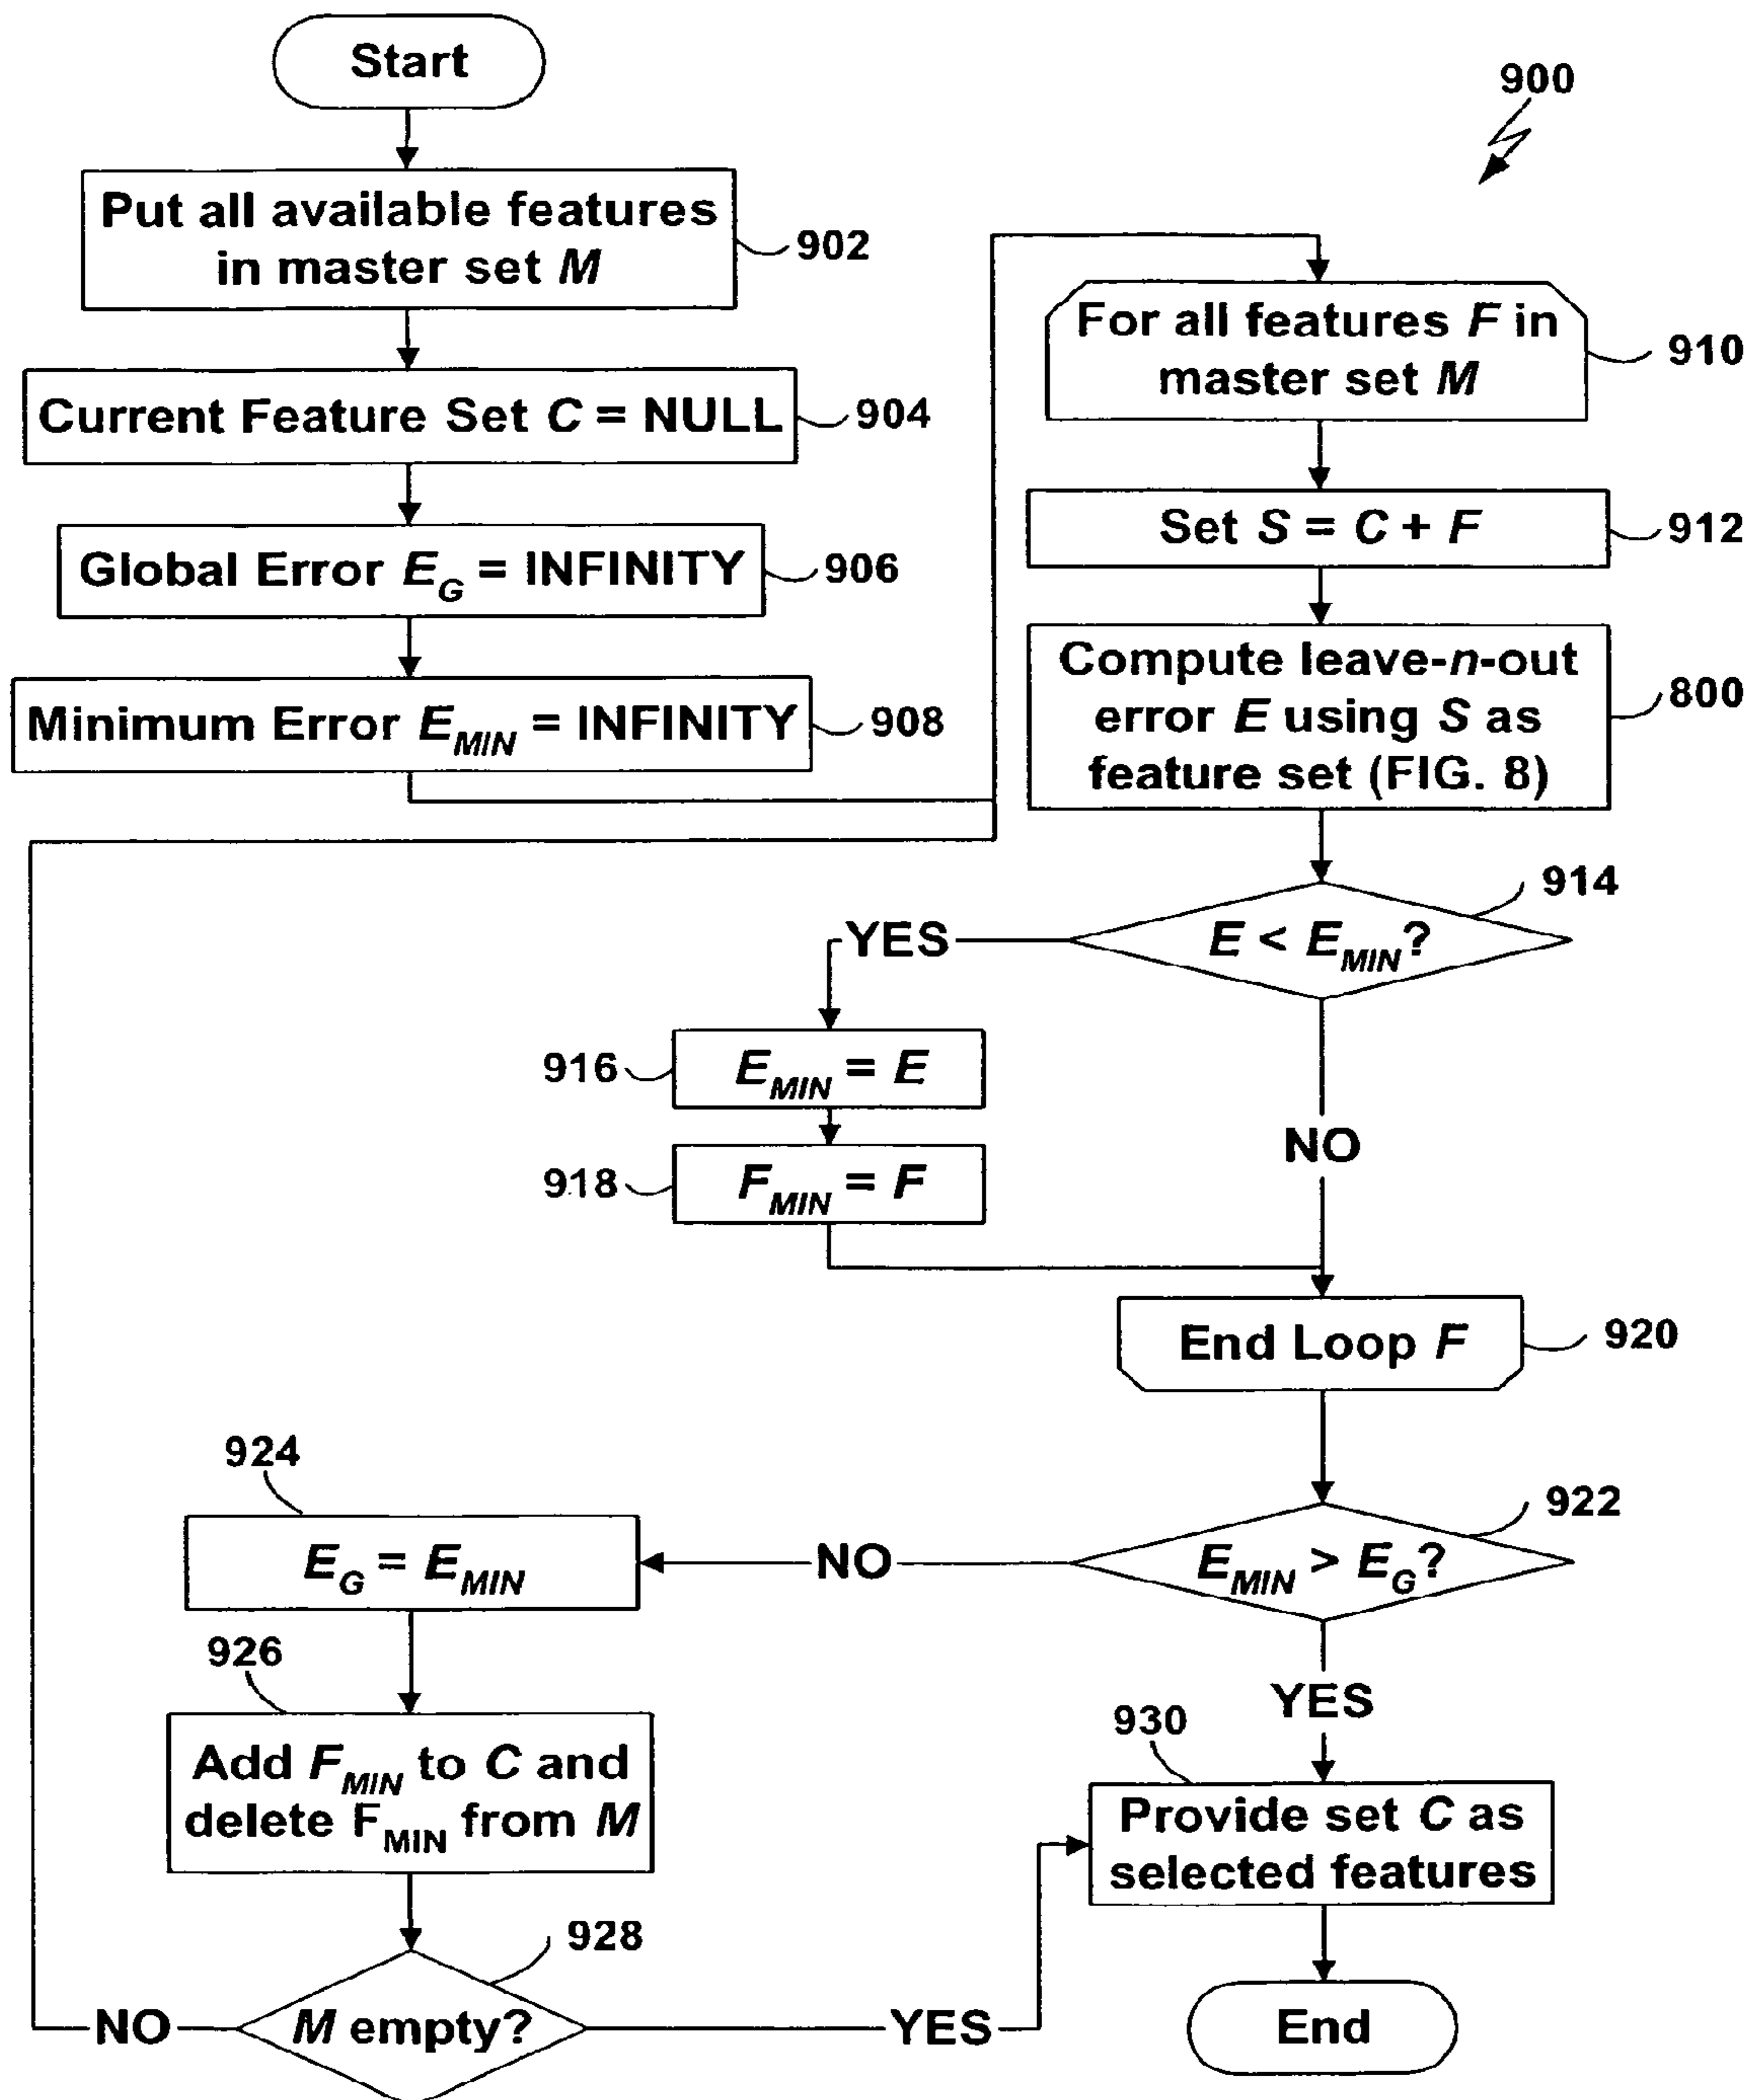 Start
900
Put all available features
in master set M
902
Current Feature Set C = NULL
904
Global Error E_G = INFINITY
906
Minimum Error E_MIN = INFINITY
908
For all features F in
master set M
910
Set S = C + F
912
Compute leave-n-out
error E using S as
feature set (FIG. 8)
800
914
E < E_MIN?
YES
NO
916
E_MIN = E
918
F_MIN = F
End Loop F
920
922
E_MIN > E_G?
NO
YES
924
E_G = E_MIN
926
Add F_MIN to C and
delete F_MIN from M
928
M empty?
NO
YES
930
Provide set C as
selected features
End